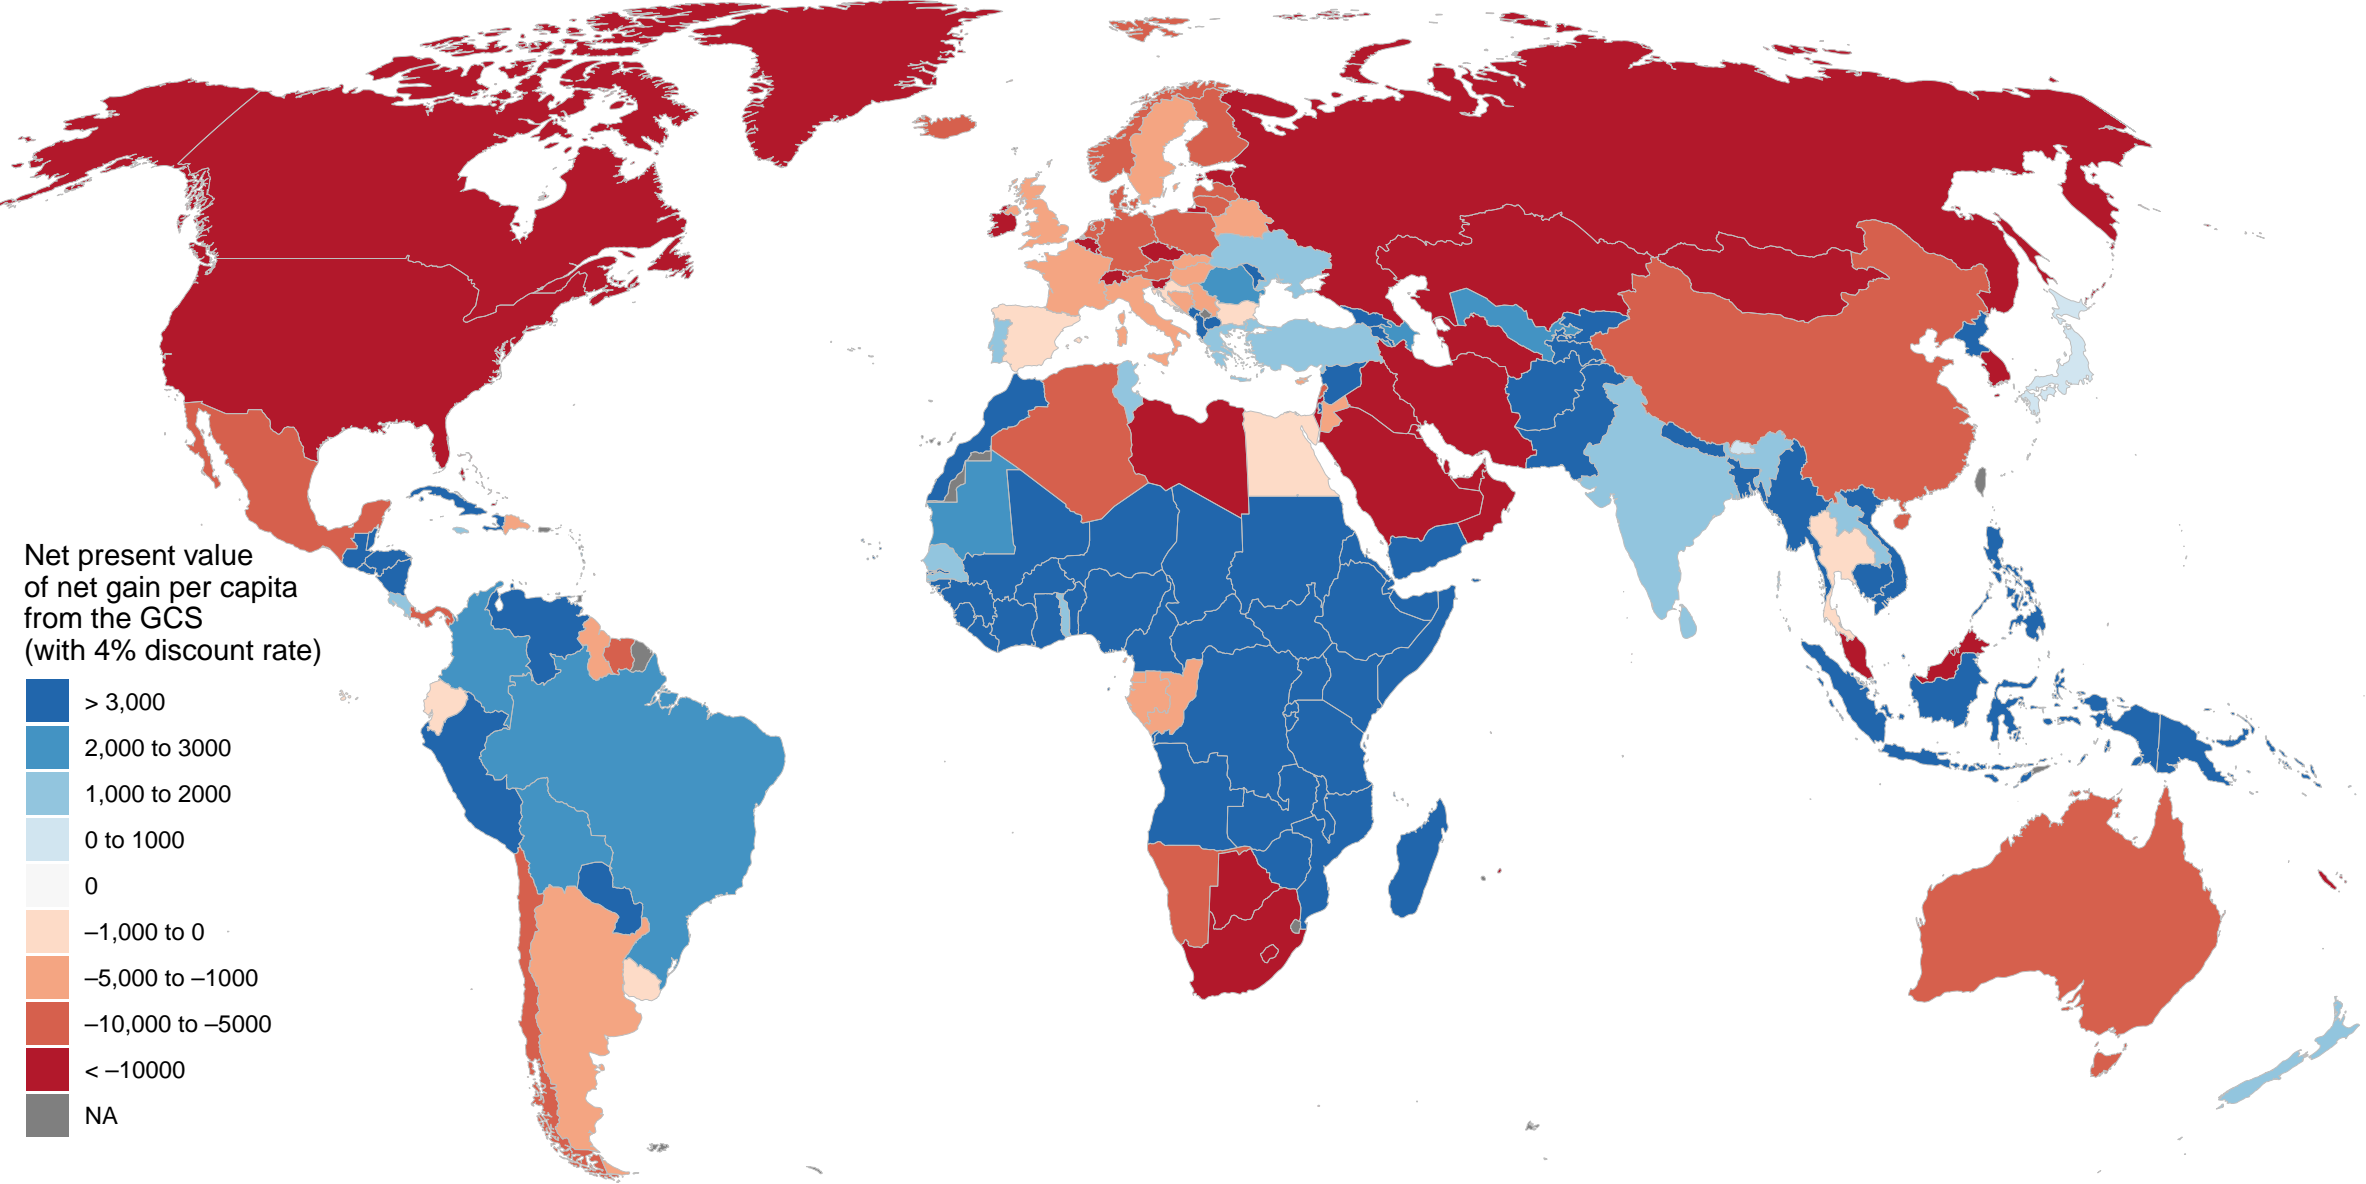 Net present value
of net gain per capita
from the GCS
(with 4% discount rate)
> 3,000
2,000 to 3000
1,000 to 2000
0 to 1000
0
–1,000 to 0
–5,000 to –1000
–10,000 to –5000
< –10000
NA